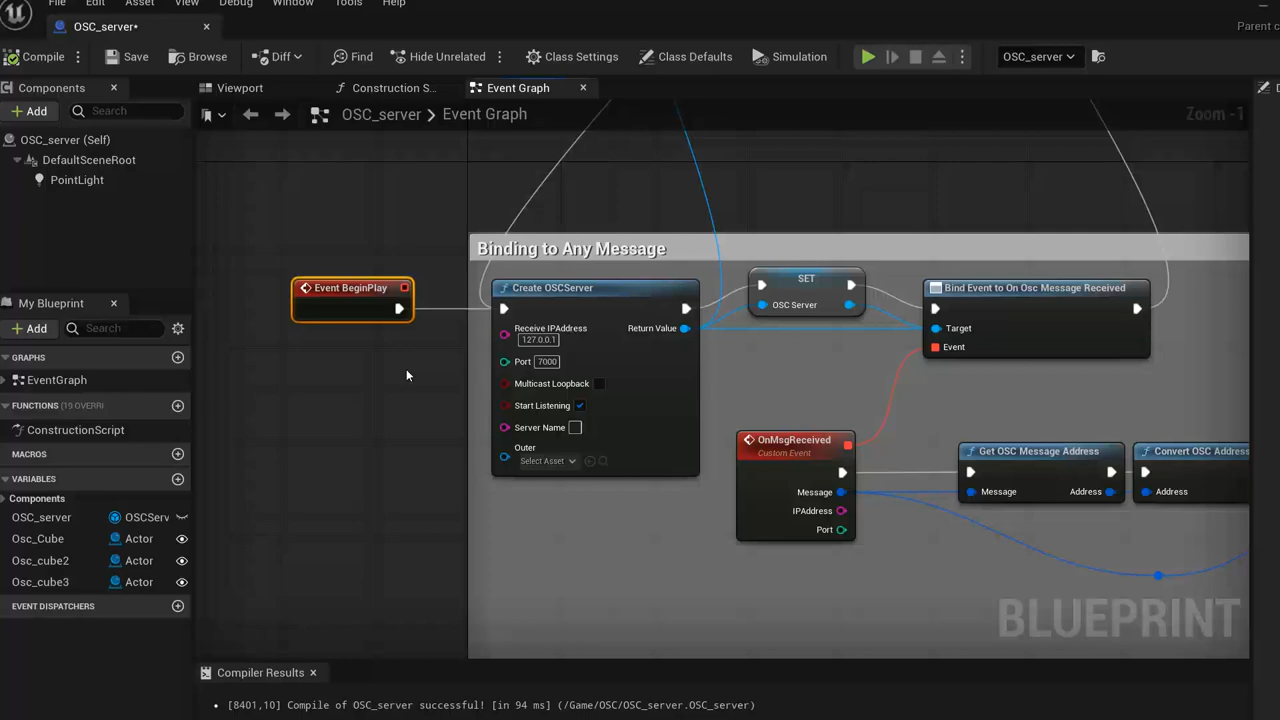 File Edit Asset View Debug Window Tools Help
OSC_server*
Parent c
Compile Save Browse Diff Find Hide Unrelated Class Settings Class Defaults Simulation OSC_server
Components Viewport Construction S... Event Graph
+ Add Search OSC_server > Event Graph Zoom -1
OSC_server (Self)
DefaultSceneRoot
PointLight
My Blueprint
+ Add Search
GRAPHS
EventGraph
FUNCTIONS (19 OVERRI
ConstructionScript
MACROS
VARIABLES
Components
OSC_server OSCServ
Osc_Cube Actor
Osc_cube2 Actor
Osc_cube3 Actor
EVENT DISPATCHERS
Binding to Any Message
Event BeginPlay
Create OSCServer
Receive IPAddress
127.0.0.1
Return Value
Port 7000
Multicast Loopback
Start Listening
Server Name
Outer
Select Asset
SET
OSC Server
Bind Event to On Osc Message Received
Target
Event
OnMsgReceived
Custom Event
Message
IPAddress
Port
Get OSC Message Address
Message Address
Convert OSC Address
Address
BLUEPRINT
Compiler Results
[8401,10] Compile of OSC_server successful! [in 94 ms] (/Game/OSC/OSC_server.OSC_server)